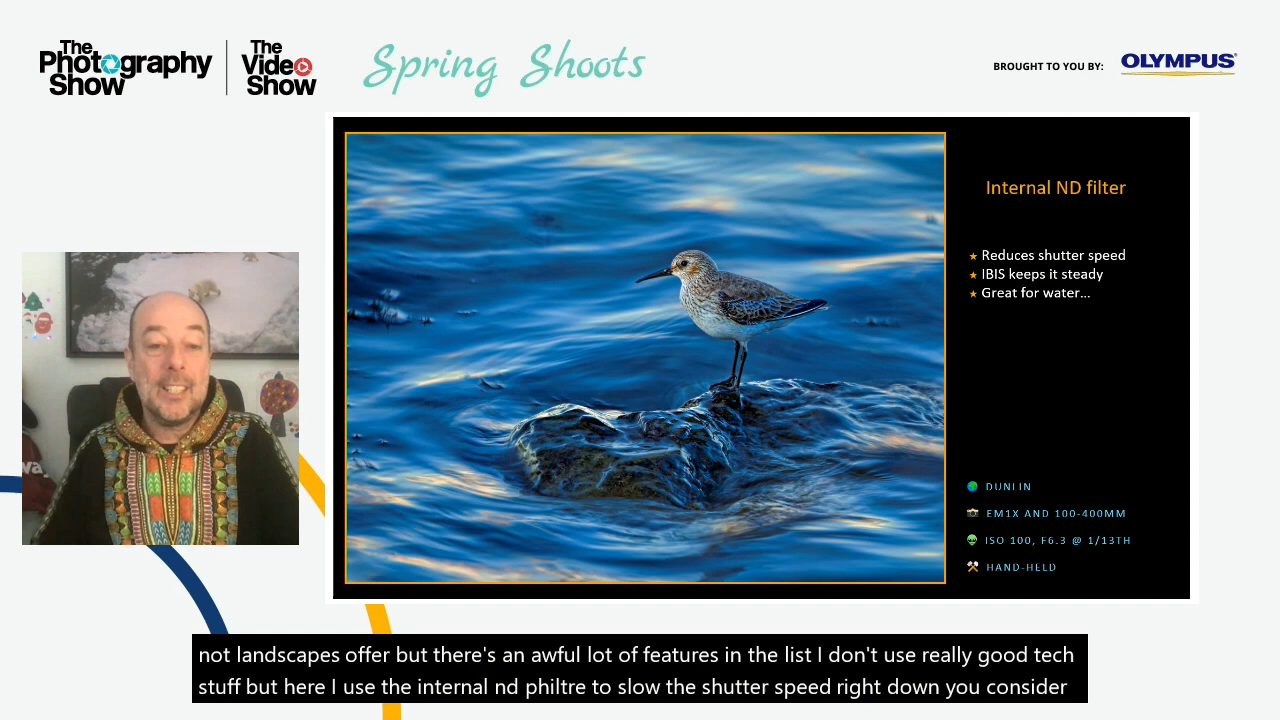 The
Photography
Show
The
Video
Show
Spring Shoots
BROUGHT TO YOU BY:
OLYMPUS®
Internal ND filter
★ Reduces shutter speed
★ IBIS keeps it steady
★ Great for water...
DUNLIN
EM1X AND 100-400MM
ISO 100, F6.3 @ 1/13TH
HAND-HELD
not landscapes offer but there's an awful lot of features in the list I don't use really good tech
stuff but here I use the internal nd philtre to slow the shutter speed right down you consider